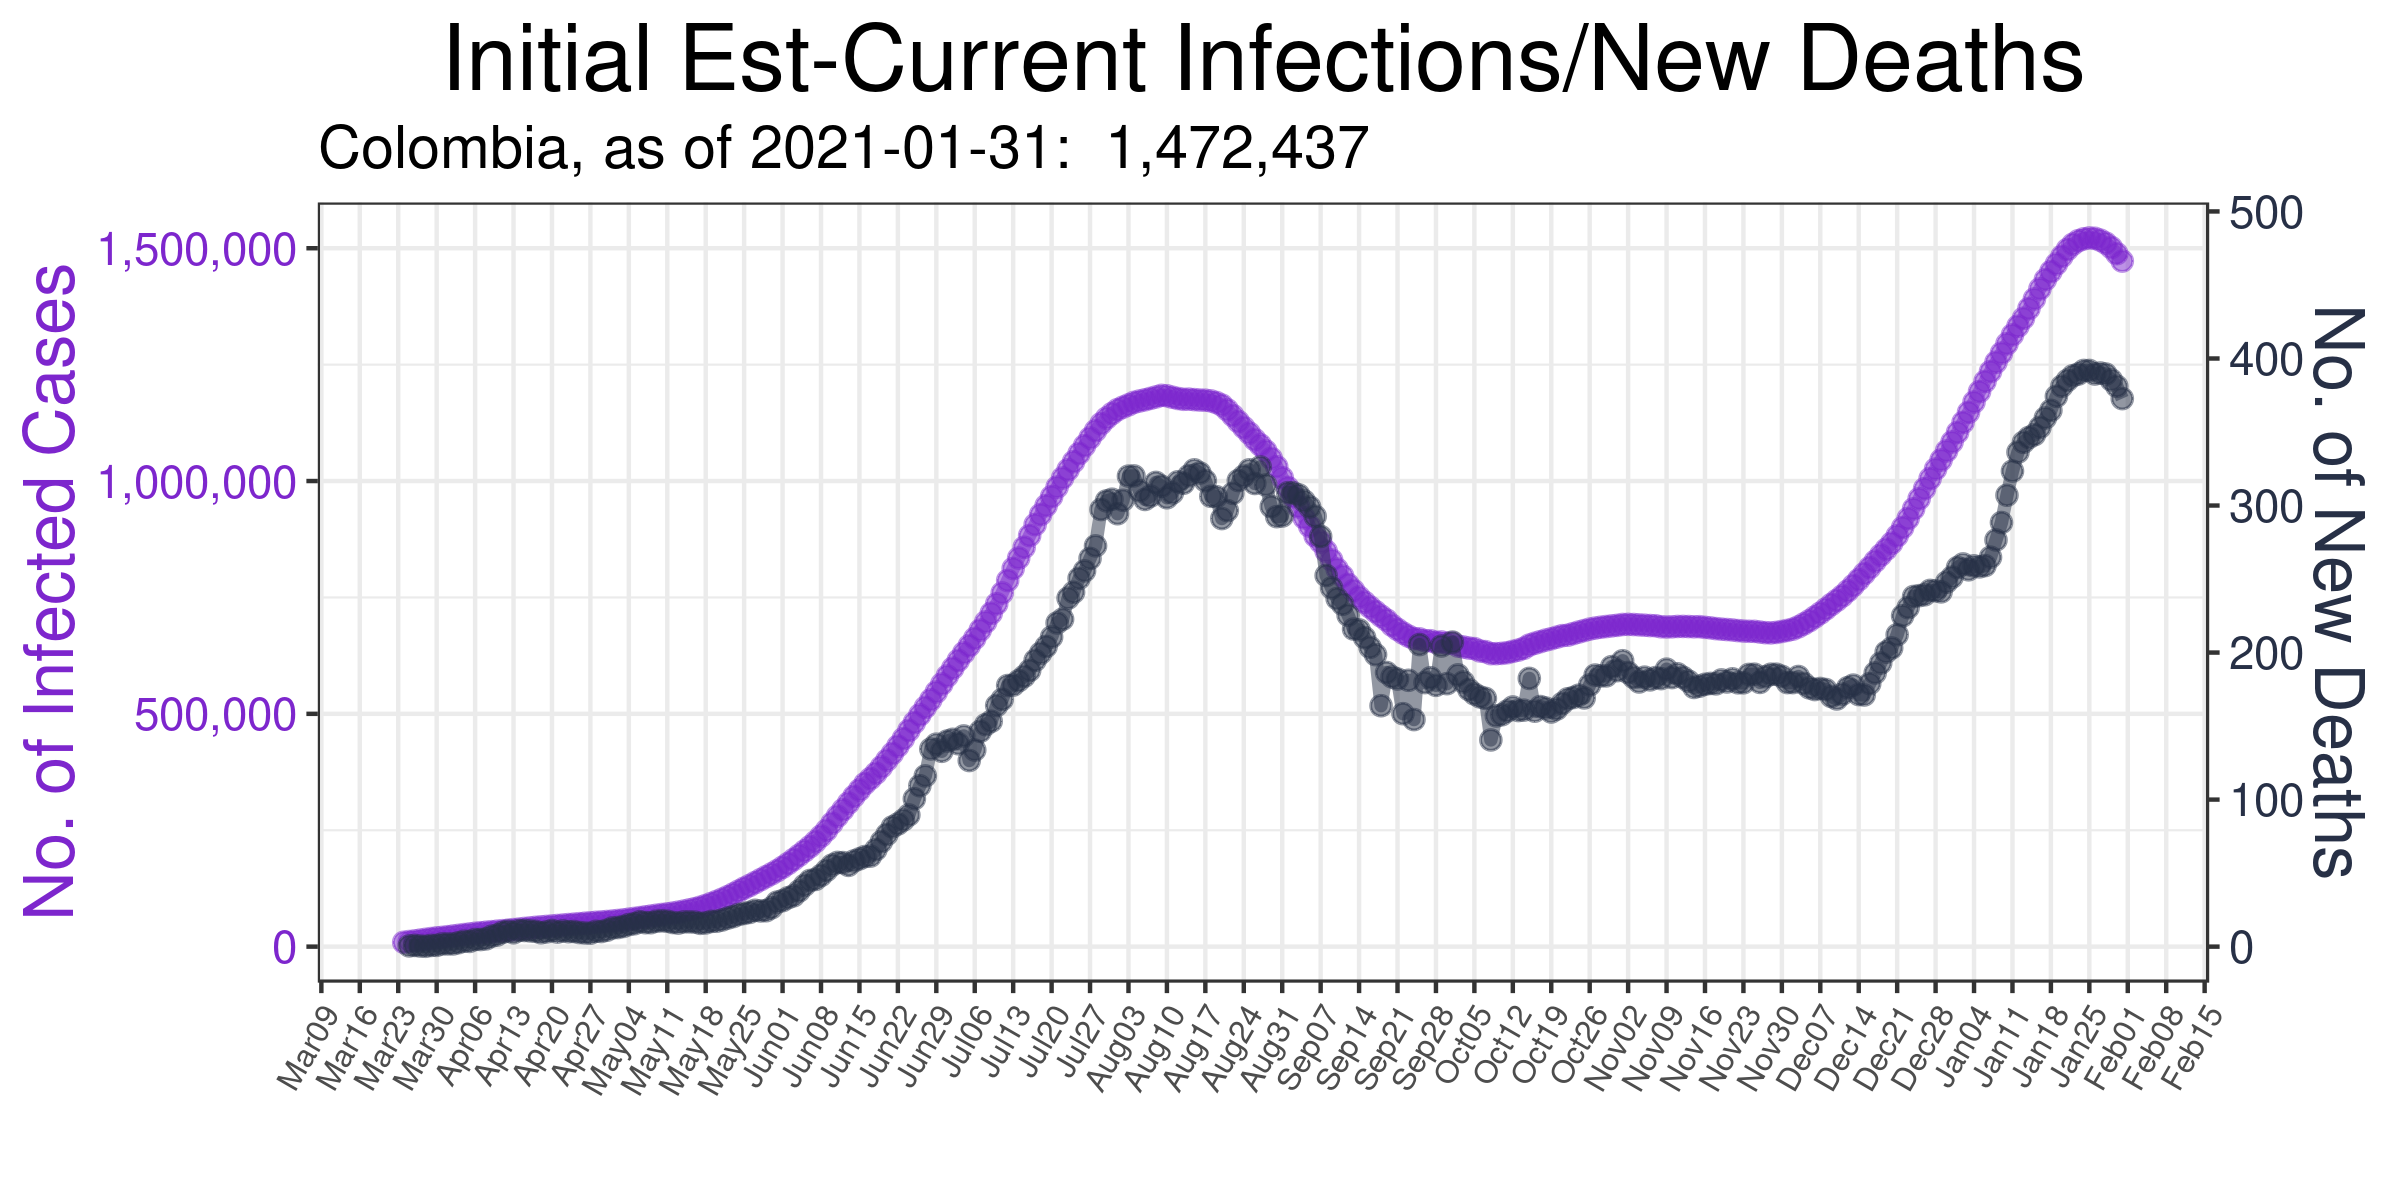 Initial Est-Current Infections/New Deaths
Colombia, as of 2021-01-31:  1,472,437
No. of Infected Cases
1,500,000
1,000,000
500,000
0
500
400
300
200
100
0
No. of New Deaths
Mar09
Mar16
Mar23
Mar30
Apr06
Apr13
Apr20
Apr27
May04
May11
May18
May25
Jun01
Jun08
Jun15
Jun22
Jun29
Jul06
Jul13
Jul20
Jul27
Aug03
Aug10
Aug17
Aug24
Aug31
Sep07
Sep14
Sep21
Sep28
Oct05
Oct12
Oct19
Oct26
Nov02
Nov09
Nov16
Nov23
Nov30
Dec07
Dec14
Dec21
Dec28
Jan04
Jan11
Jan18
Jan25
Feb01
Feb08
Feb15